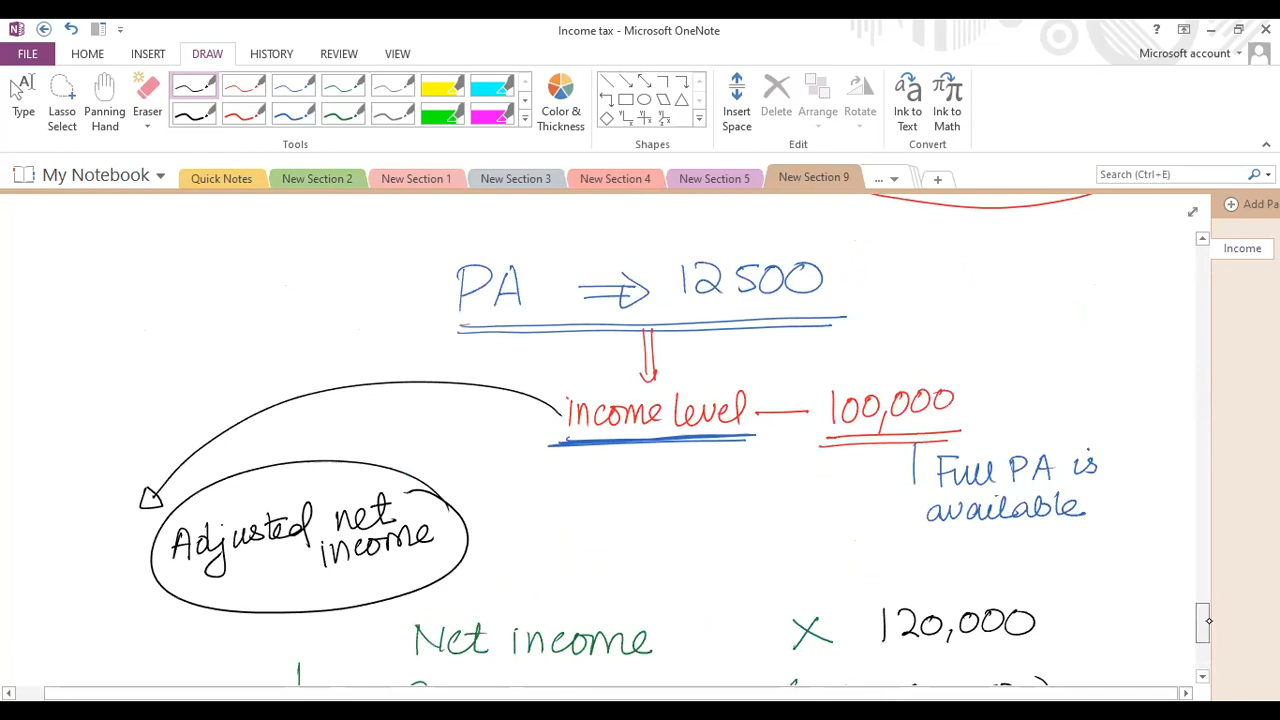 Income tax - Microsoft OneNote
?
FILE
HOME
INSERT
DRAW
HISTORY
REVIEW
VIEW
Microsoft account
Type
Lasso Select
Panning Hand
Eraser
Color & Thickness
Insert Space
Delete
Arrange
Rotate
Ink to Text
Ink to Math
Tools
Shapes
Edit
Convert
My Notebook
Quick Notes
New Section 2
New Section 1
New Section 3
New Section 4
New Section 5
New Section 9
...
Search (Ctrl+E)
Add Pa
Income
PA ⇒ 12500
income level — 100,000
Full PA is
available
Adjusted net
income
Net income X 120,000